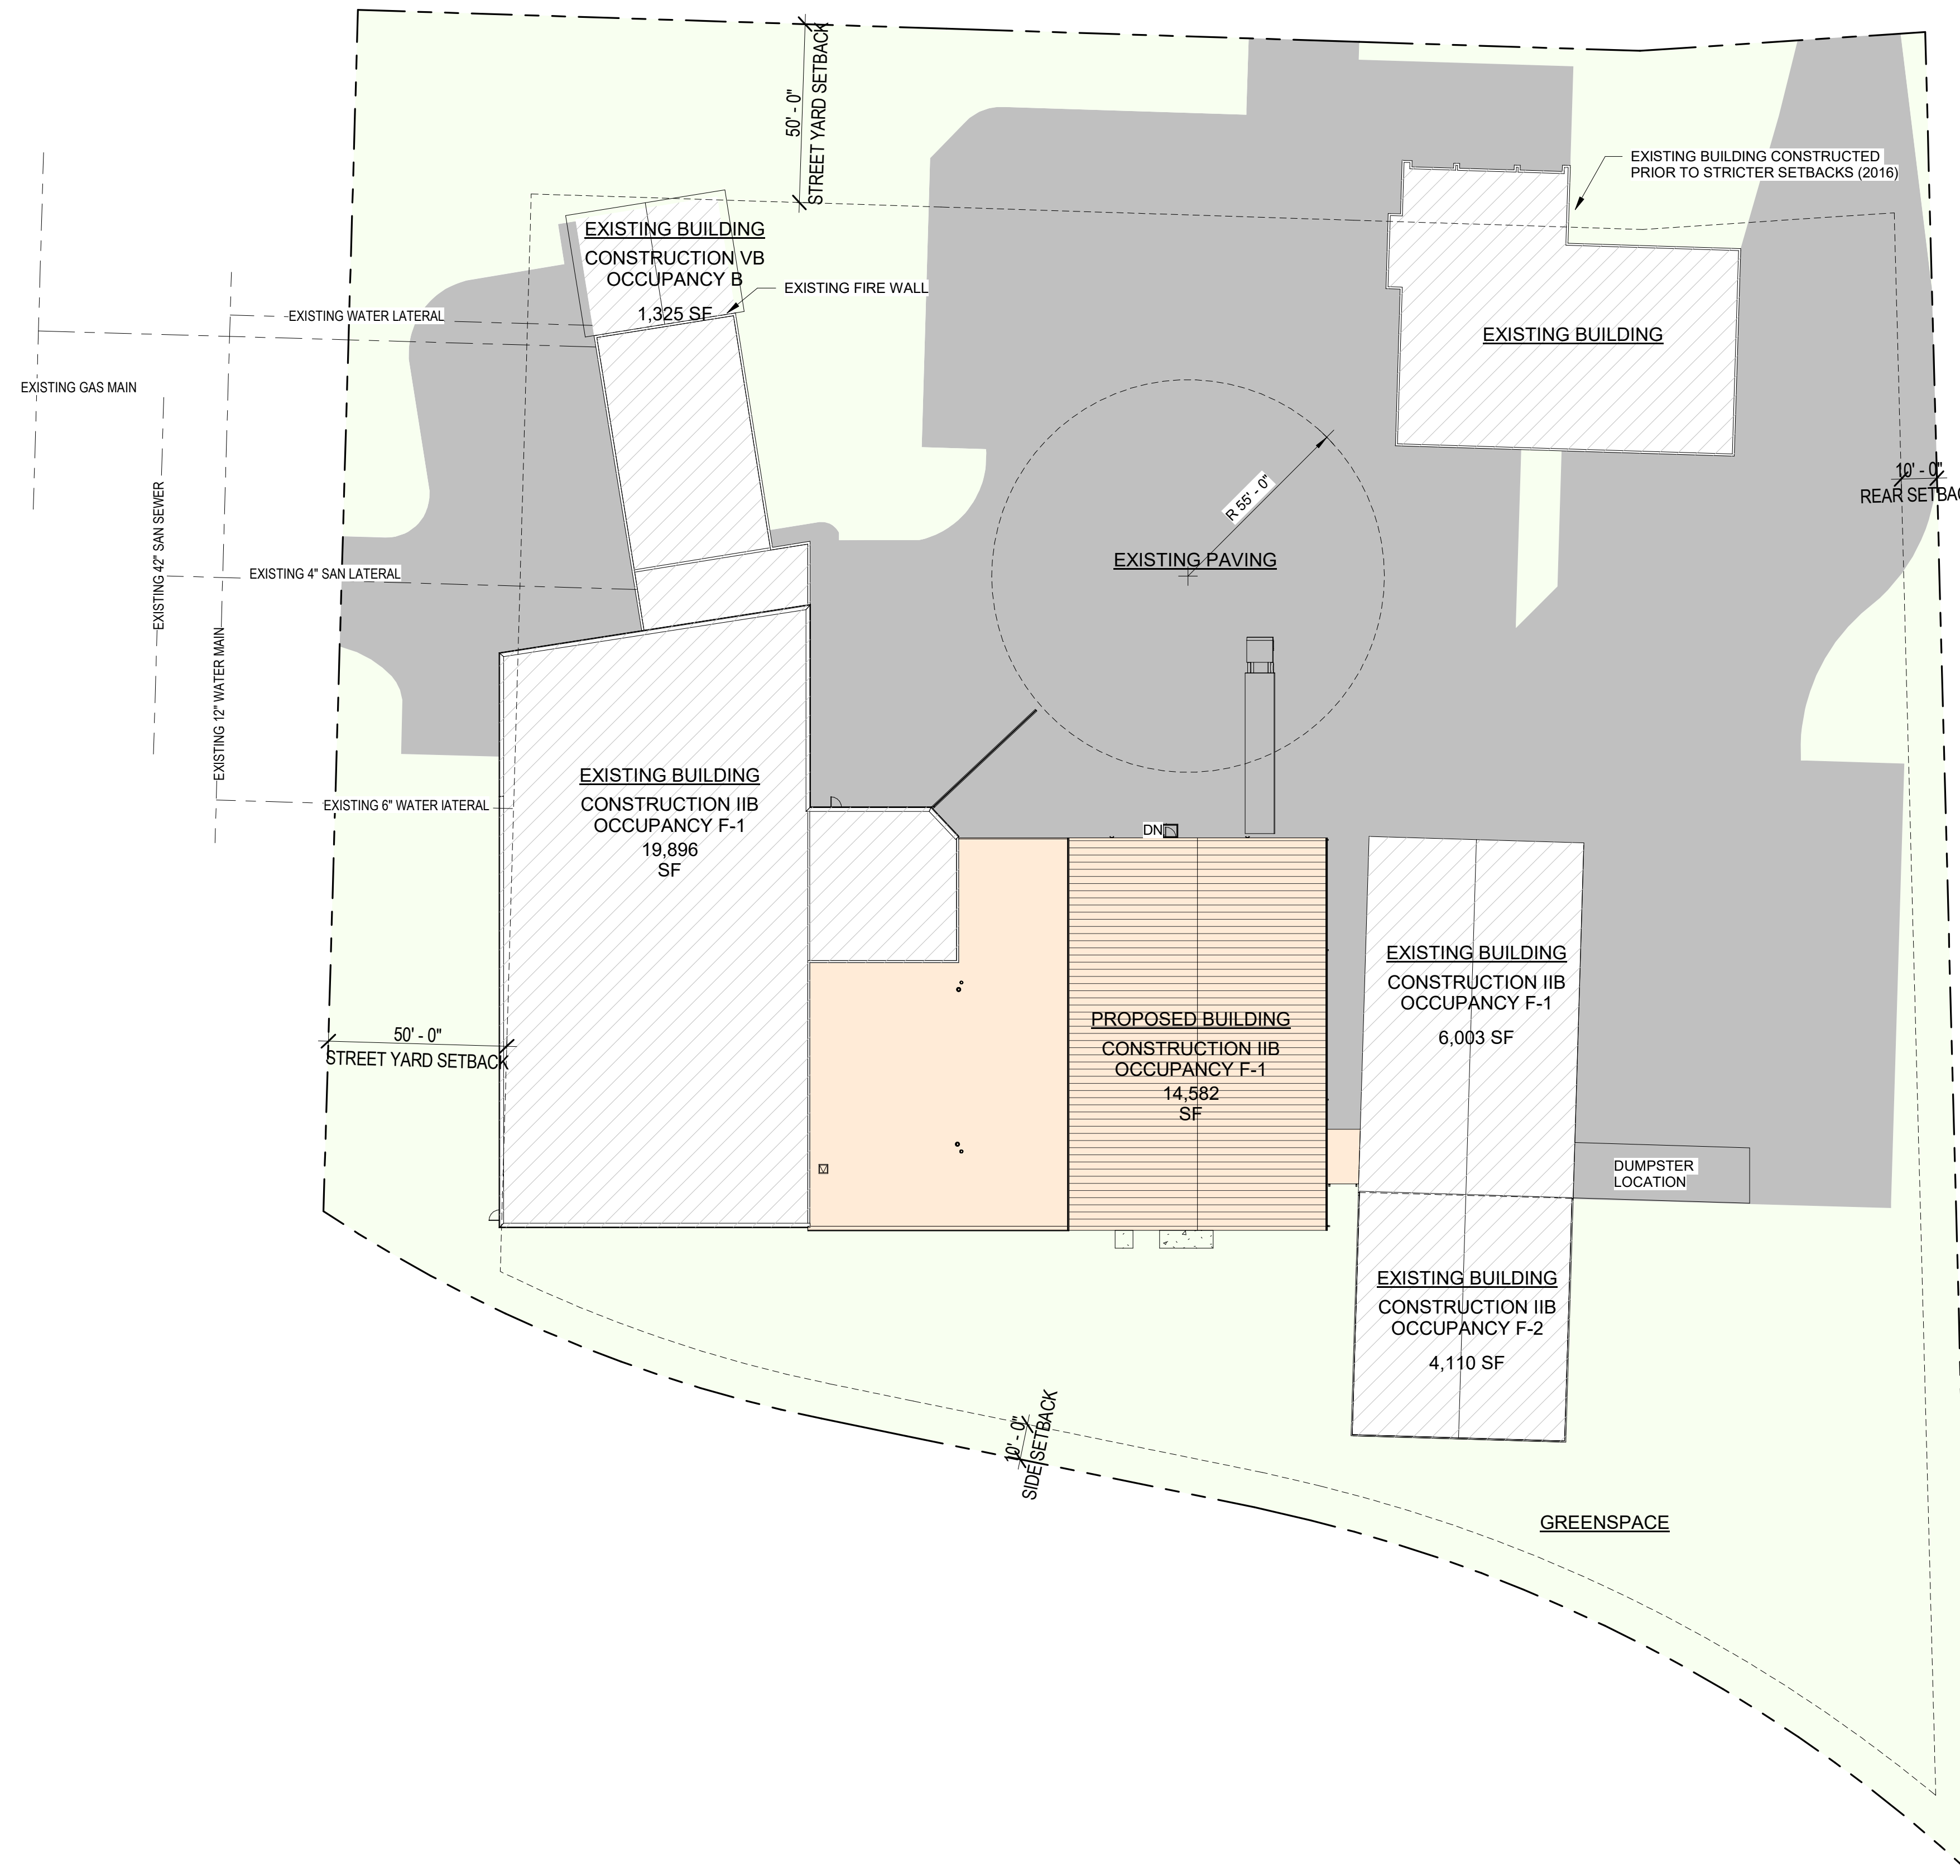 50' - 0"
STREET YARD SETBACK
EXISTING BUILDING CONSTRUCTED
PRIOR TO STRICTER SETBACKS (2016)
EXISTING BUILDING
CONSTRUCTION VB
OCCUPANCY B
1,325 SF
EXISTING FIRE WALL
EXISTING WATER LATERAL
EXISTING BUILDING
EXISTING GAS MAIN
10' - 0"
REAR SETBAC
R 55' - 0"
EXISTING 42" SAN SEWER
EXISTING PAVING
EXISTING 4" SAN LATERAL
EXISTING 12" WATER MAIN
EXISTING BUILDING
CONSTRUCTION IIB
OCCUPANCY F-1
19,896
SF
EXISTING 6" WATER lATERAL
DN
EXISTING BUILDING
CONSTRUCTION IIB
OCCUPANCY F-1
6,003 SF
PROPOSED BUILDING
CONSTRUCTION IIB
OCCUPANCY F-1
14,582
SF
50' - 0"
STREET YARD SETBACK
DUMPSTER
LOCATION
EXISTING BUILDING
CONSTRUCTION IIB
OCCUPANCY F-2
4,110 SF
10' - 0"
SIDE SETBACK
GREENSPACE